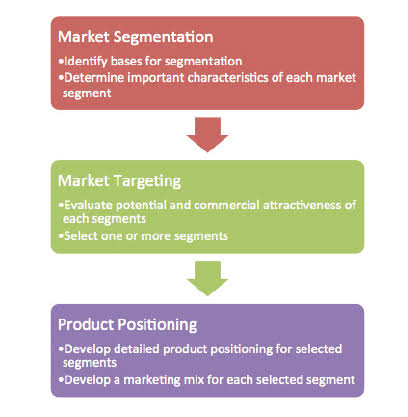 Market Segmentation
•Identify bases for segmentation
•Determine important characteristics of each market
segment
Market Targeting
•Evaluate potential and commercial attractiveness of
each segments
•Select one or more segments
Product Positioning
•Develop detailed product positioning for selected
segments
•Develop a marketing mix for each selected segment